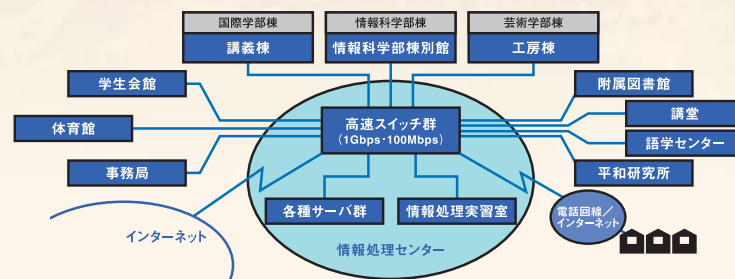 国際学部棟
情報科学部棟
芸術学部棟
講義棟
情報科学部棟別館
工房棟
学生会館
附属図書館
体育館
高速スイッチ群
(1Gbps・100Mbps)
講堂
語学センター
事務局
平和研究所
各種サーバ群
情報処理実習室
電話回線/
インターネット
インターネット
情報処理センター